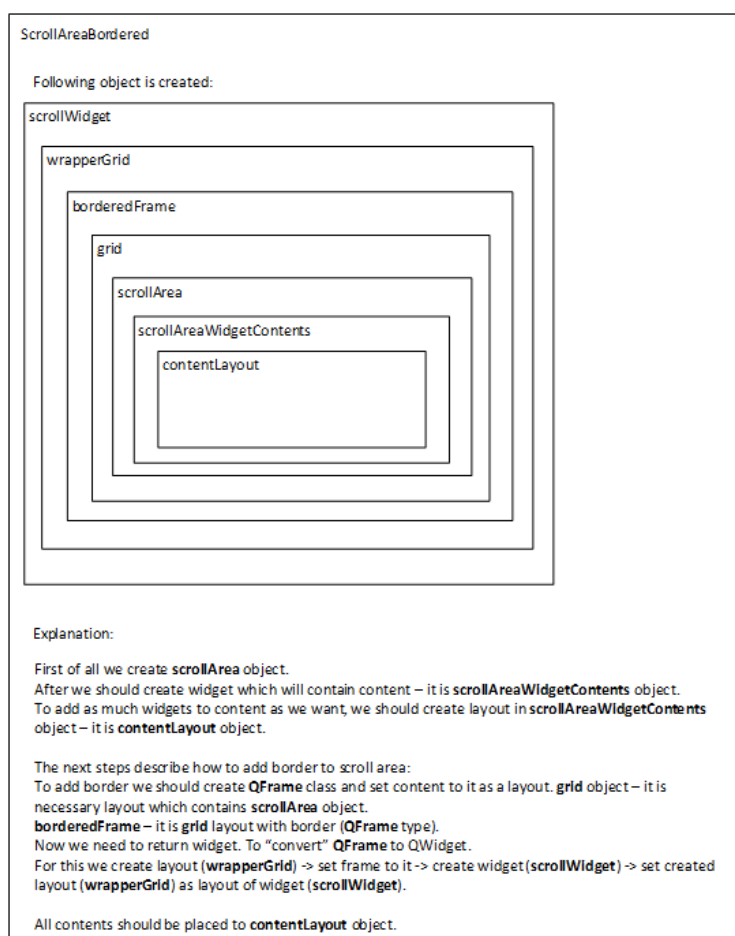 ScrollAreaBordered
Following object is created:
scrollWidget
wrapperGrid
borderedFrame
grid
scrollArea
scrollAreaWidgetContents
contentLayout
Explanation:
First of all we create scrollArea object.
After we should create widget which will contain content – it is scrollAreaWidgetContents object.
To add as much widgets to content as we want, we should create layout in scrollAreaWidgetContents
object – it is contentLayout object.
The next steps describe how to add border to scroll area:
To add border we should create QFrame class and set content to it as a layout. grid object – it is
necessary layout which contains scrollArea object.
borderedFrame – it is grid layout with border (QFrame type).
Now we need to return widget. To “convert” QFrame to QWidget.
For this we create layout (wrapperGrid) -> set frame to it -> create widget (scrollWidget) -> set created
layout (wrapperGrid) as layout of widget (scrollWidget).
All contents should be placed to contentLayout object.